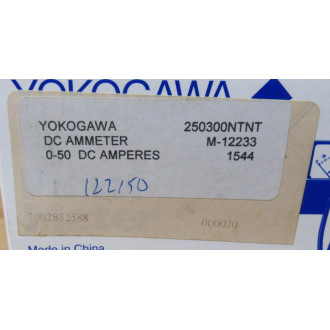 YOKOGAWA
YOKOGAWA 250300NTNT
DC AMMETER M-12233
0-50 DC AMPERES 1544
122150
2002832588 000020
Made in China